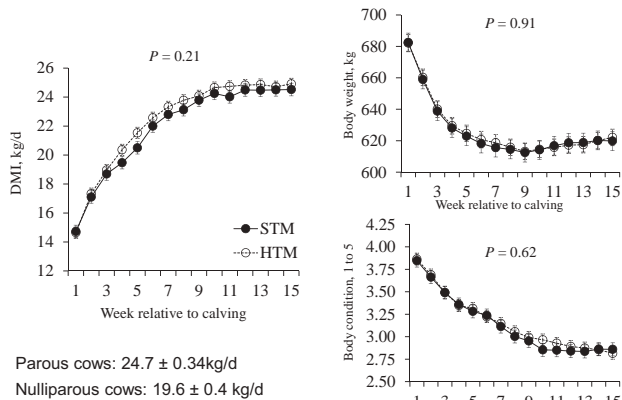 P = 0.21
26
24
22
20
18
16
14
12
DMI, kg/d
STM
HTM
1 3 5 7 9 11 13 15
Week relative to calving
Parous cows: 24.7 ± 0.34kg/d
Nulliparous cows: 19.6 ± 0.4 kg/d
P = 0.91
700
680
660
640
620
600
Body weight, kg
1 3 5 7 9 11 13 15
Week relative to calving
P = 0.62
4.25
4.00
3.75
3.50
3.25
3.00
2.75
2.50
Body condition, 1 to 5
1 3 5 7 9 11 13 15